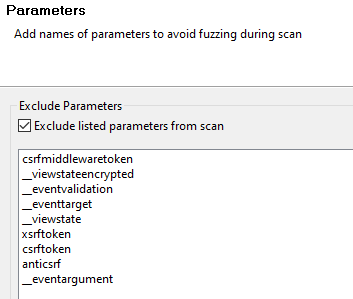 Parameters
Add names of parameters to avoid fuzzing during scan
Exclude Parameters
Exclude listed parameters from scan
csrfmiddlewaretoken
__viewstateencrypted
__eventvalidation
__eventtarget
__viewstate
xsrftoken
csrftoken
anticsrf
__eventargument